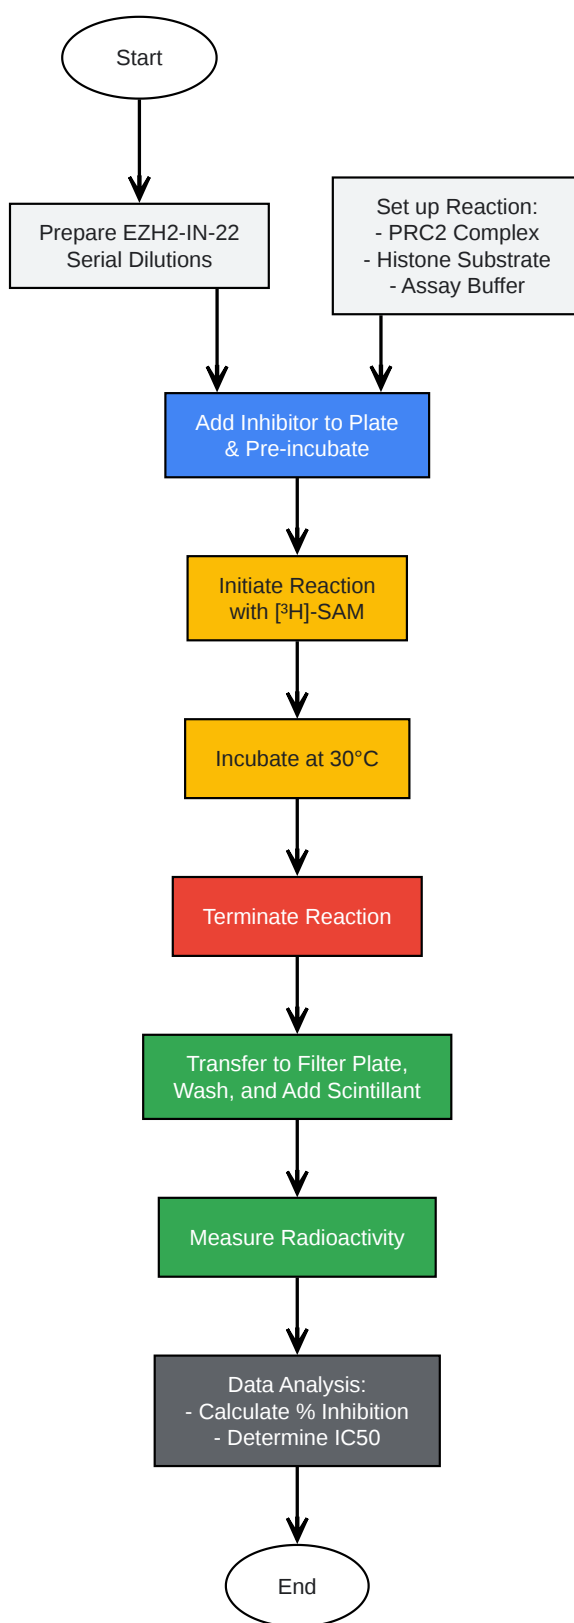 Start
Prepare EZH2-IN-22
Serial Dilutions
Set up Reaction:
- PRC2 Complex
- Histone Substrate
- Assay Buffer
Add Inhibitor to Plate
& Pre-incubate
Initiate Reaction
with [³H]-SAM
Incubate at 30°C
Terminate Reaction
Transfer to Filter Plate,
Wash, and Add Scintillant
Measure Radioactivity
Data Analysis:
- Calculate % Inhibition
- Determine IC50
End